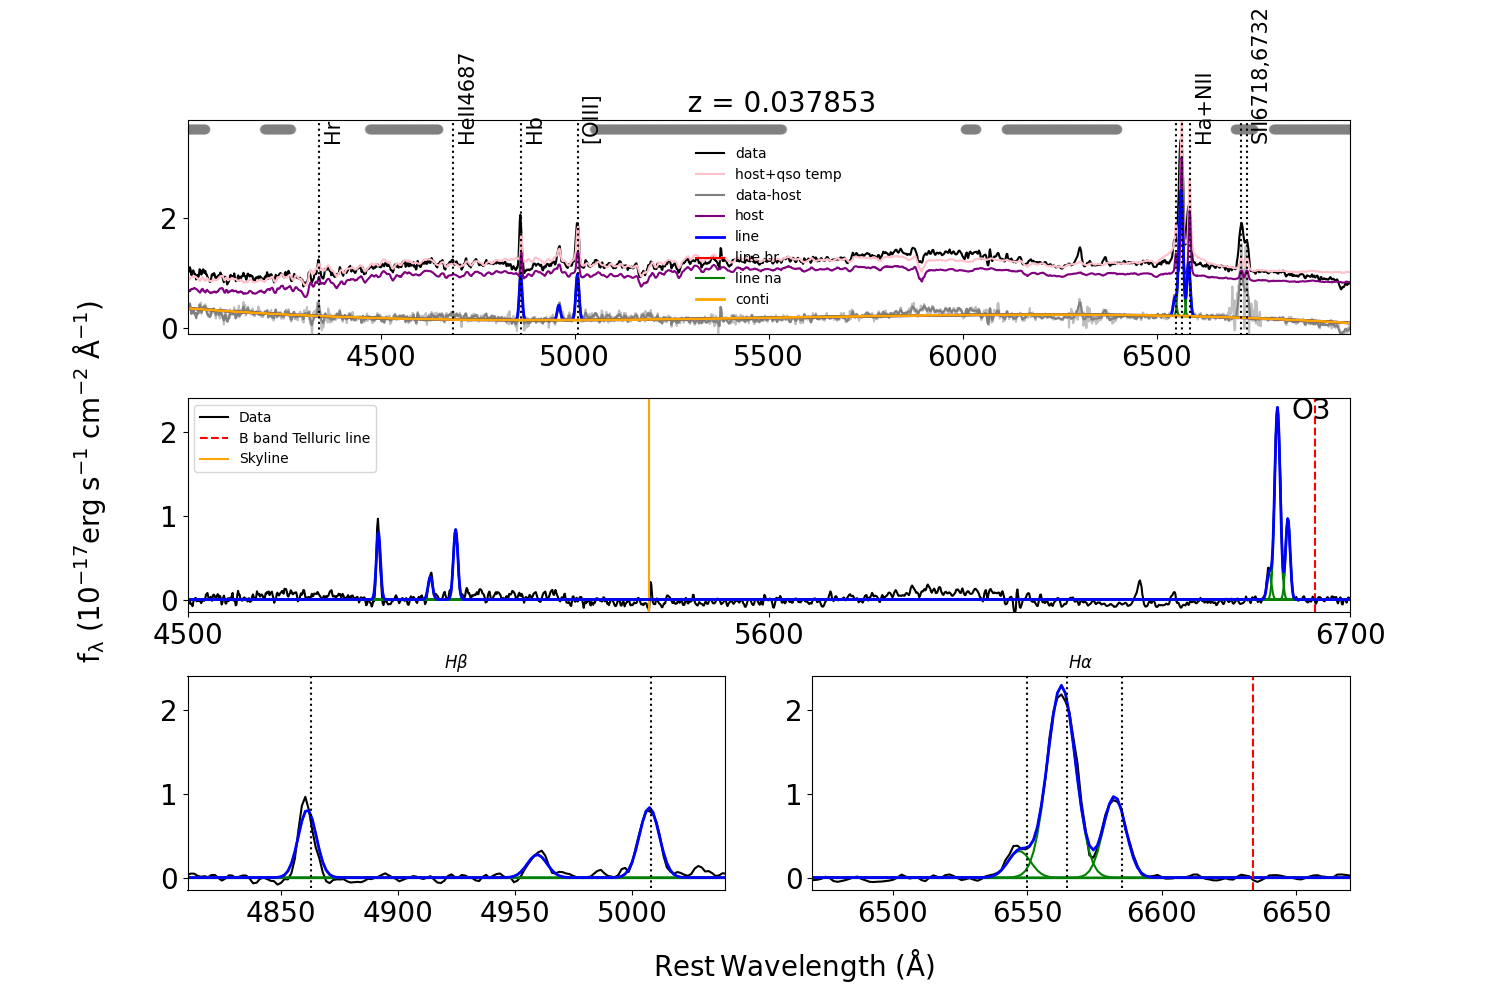 z = 0.037853
Hr
HeII4687
Hb
[OIII]
Ha+NII
SII6718,6732
data
host+qso temp
data-host
host
line
line br
line na
conti
2
0
4500
5000
5500
6000
6500
Data
B band Telluric line
Skyline
O3
2
1
0
4500
5600
6700
fλ (10⁻¹⁷erg s⁻¹ cm⁻² Å⁻¹)
Hβ
2
1
0
4850
4900
4950
5000
Hα
2
1
0
6500
6550
6600
6650
Rest Wavelength (Å)